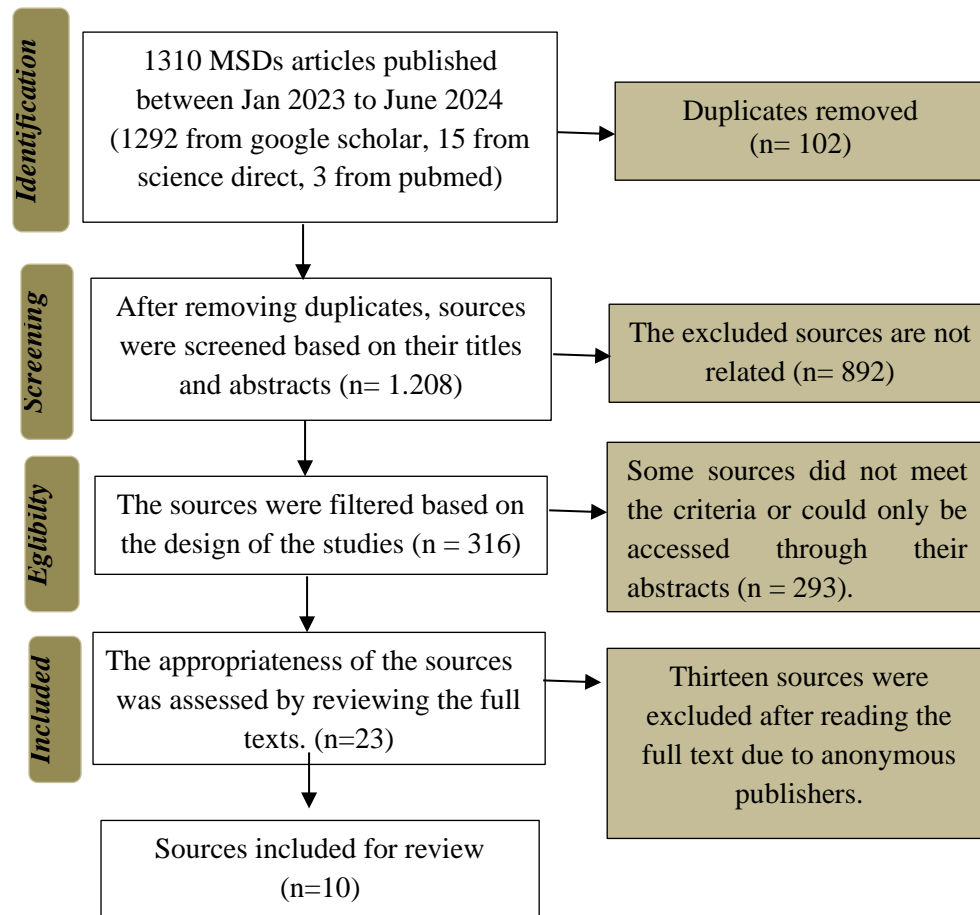 Identification
1310 MSDs articles published
between Jan 2023 to June 2024
(1292 from google scholar, 15 from
science direct, 3 from pubmed)
Duplicates removed
(n= 102)
Screening
After removing duplicates, sources
were screened based on their titles
and abstracts (n= 1.208)
The excluded sources are not
related (n= 892)
Eglibilty
The sources were filtered based on
the design of the studies (n = 316)
Some sources did not meet
the criteria or could only be
accessed through their
abstracts (n = 293).
Included
The appropriateness of the sources
was assessed by reviewing the full
texts. (n=23)
Thirteen sources were
excluded after reading the
full text due to anonymous
publishers.
Sources included for review
(n=10)